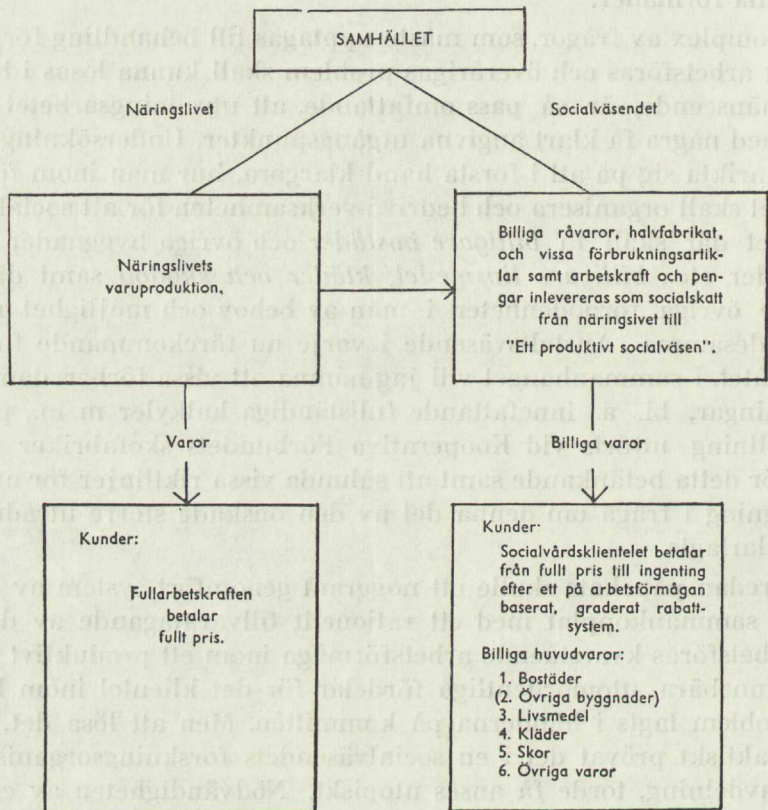 SAMHÄLLET
Näringslivet
Socialväsendet
Näringslivets
varuproduktion.
Billiga råvaror, halvfabrikat,
och vissa förbrukningsartik-
lar samt arbetskraft och pen-
gar inlevereras som socialskatt
från näringsivet till
"Ett produktivt socialväsen".
Varor
Billiga varor
Kunder:
Fullarbetskraften
betalar
fullt pris.
Kunder:
Socialvårdsklientelet betalar
från fullt pris till ingenting
efter ett på arbetsförmågan
baserat, graderat rabatt-
system.
Billiga huvudvaror:
1. Bostäder
(2. Övriga byggnader)
3. Livsmedel
4. Kläder
5. Skor
6. Övriga varor